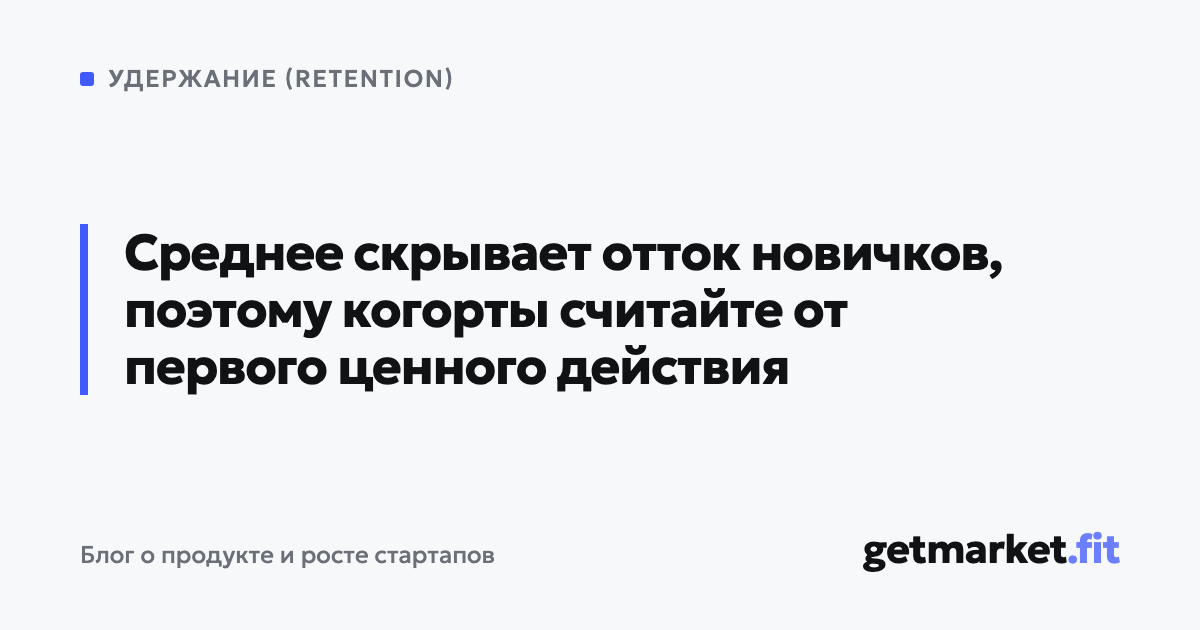 УДЕРЖАНИЕ (RETENTION)
Среднее скрывает отток новичков,
поэтому когорты считайте от
первого ценного действия
Блог о продукте и росте стартапов
getmarket.fit